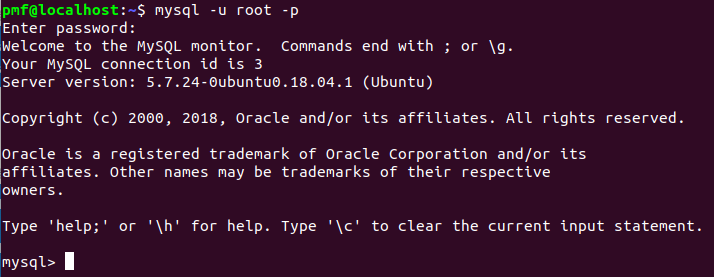 pmf@localhost:~$ mysql -u root -p
Enter password:
Welcome to the MySQL monitor.  Commands end with ; or \g.
Your MySQL connection id is 3
Server version: 5.7.24-0ubuntu0.18.04.1 (Ubuntu)

Copyright (c) 2000, 2018, Oracle and/or its affiliates. All rights reserved.

Oracle is a registered trademark of Oracle Corporation and/or its
affiliates. Other names may be trademarks of their respective
owners.

Type 'help;' or '\h' for help. Type '\c' to clear the current input statement.

mysql>